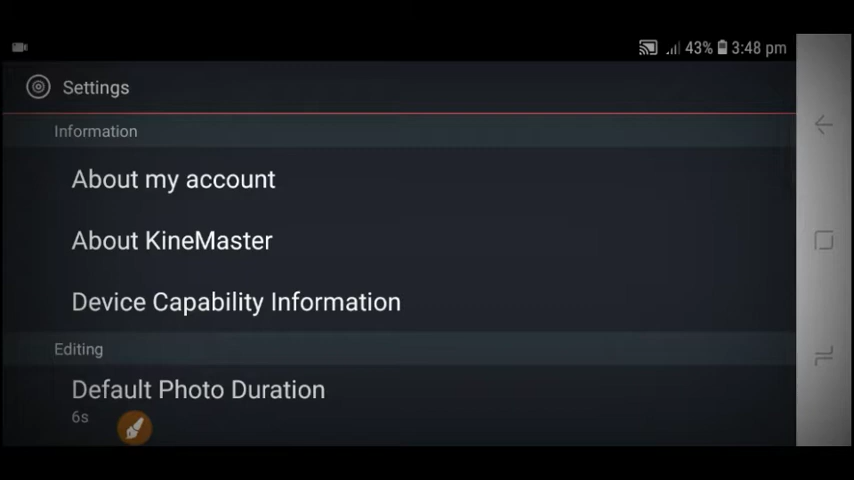 43% 3:48 pm
Settings
Information
About my account
About KineMaster
Device Capability Information
Editing
Default Photo Duration
6s